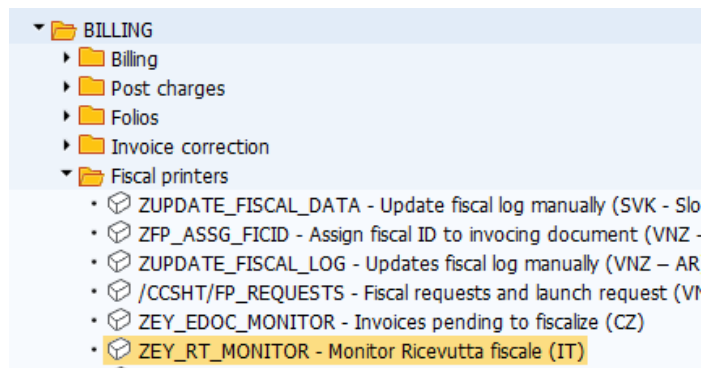 BILLING
Billing
Post charges
Folios
Invoice correction
Fiscal printers
ZUPDATE_FISCAL_DATA - Update fiscal log manually (SVK - Slo
ZFP_ASSG_FICID - Assign fiscal ID to invocing document (VNZ -
ZUPDATE_FISCAL_LOG - Updates fiscal log manually (VNZ – AR
/CCSHT/FP_REQUESTS - Fiscal requests and launch request (VN
ZEY_EDOC_MONITOR - Invoices pending to fiscalize (CZ)
ZEY_RT_MONITOR - Monitor Ricevutta fiscale (IT)